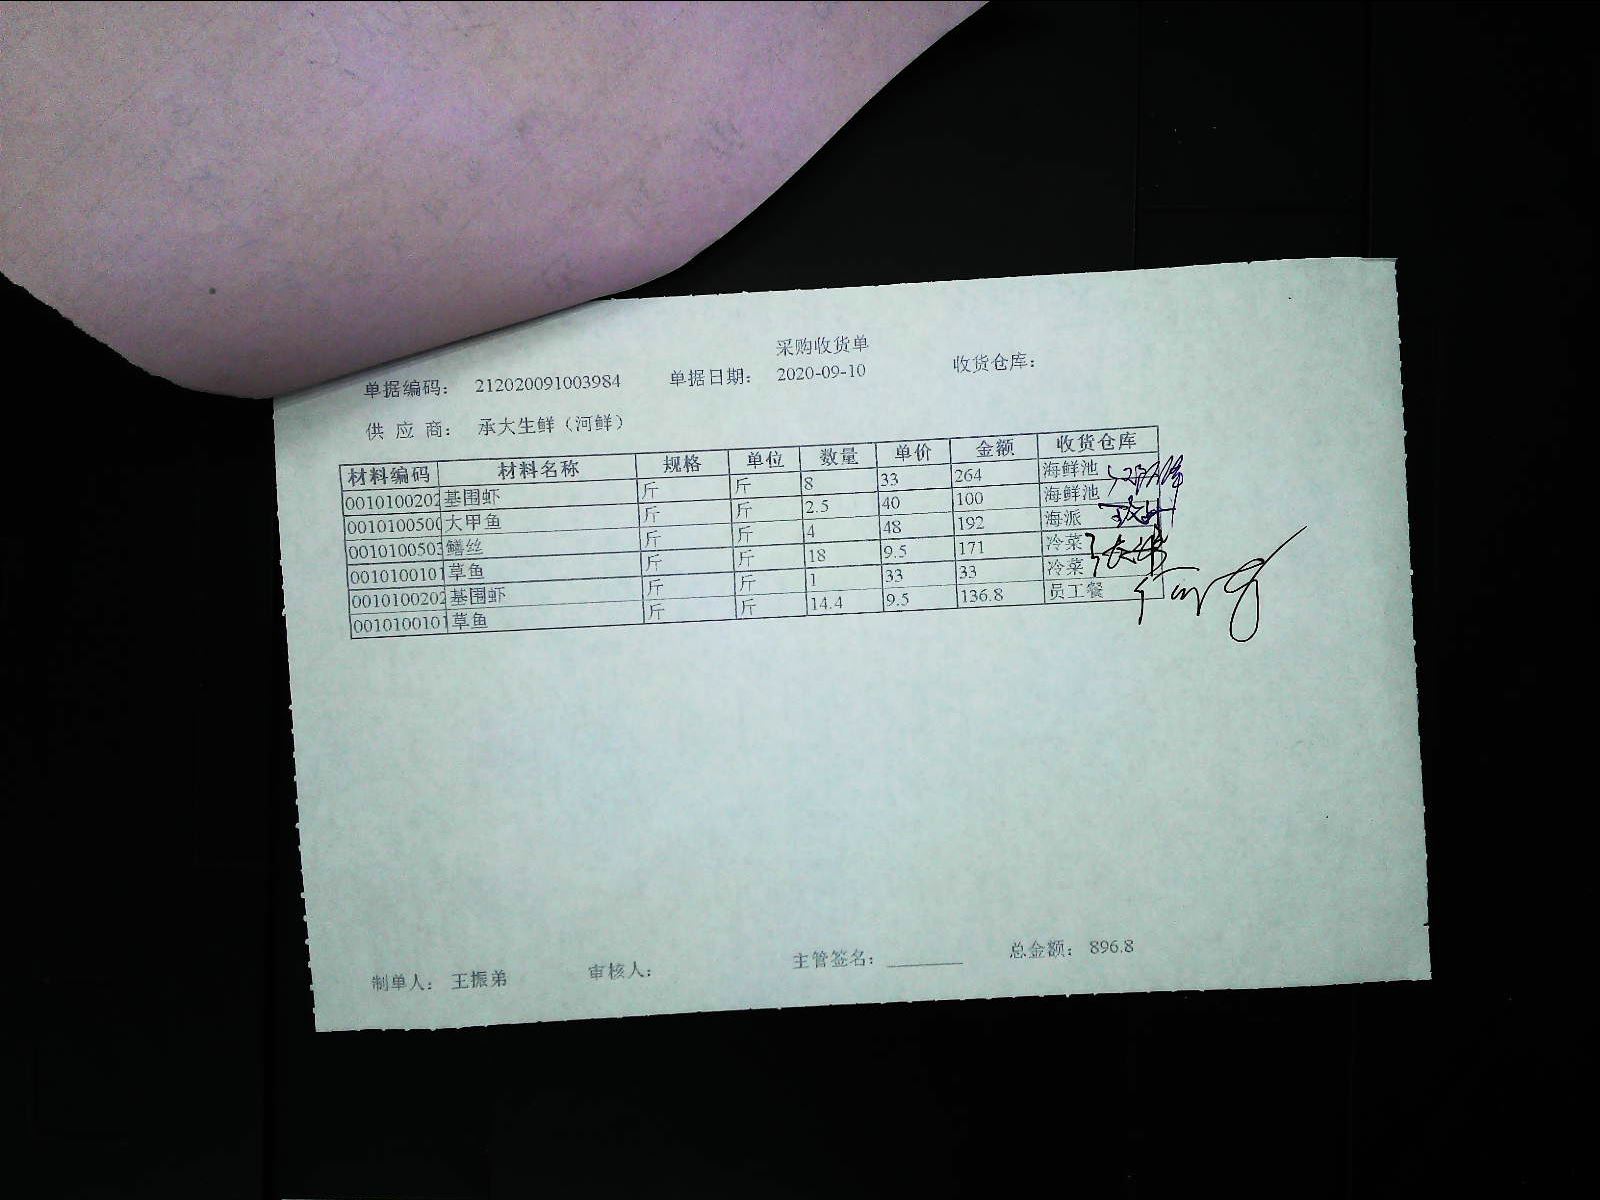 采购收货单
单据编码： 212020091003984 单据日期： 2020-09-10 收货仓库：
供 应 商： 承大生鲜（河鲜）
材料编码 材料名称 规格 单位 数量 单价 金额 收货仓库
0010100202 基围虾 斤 斤 8 33 264 海鲜池
001010050 大甲鱼 斤 斤 2.5 40 100 海鲜池
0010100503 鳝丝 斤 斤 4 48 192 海派
0010100101 草鱼 斤 斤 18 9.5 171 冷菜
0010100202 基围虾 斤 斤 1 33 33 冷菜
0010100101 草鱼 斤 斤 14.4 9.5 136.8 员工餐
制单人： 王振弟 审核人： 主管签名： 总金额： 896.8